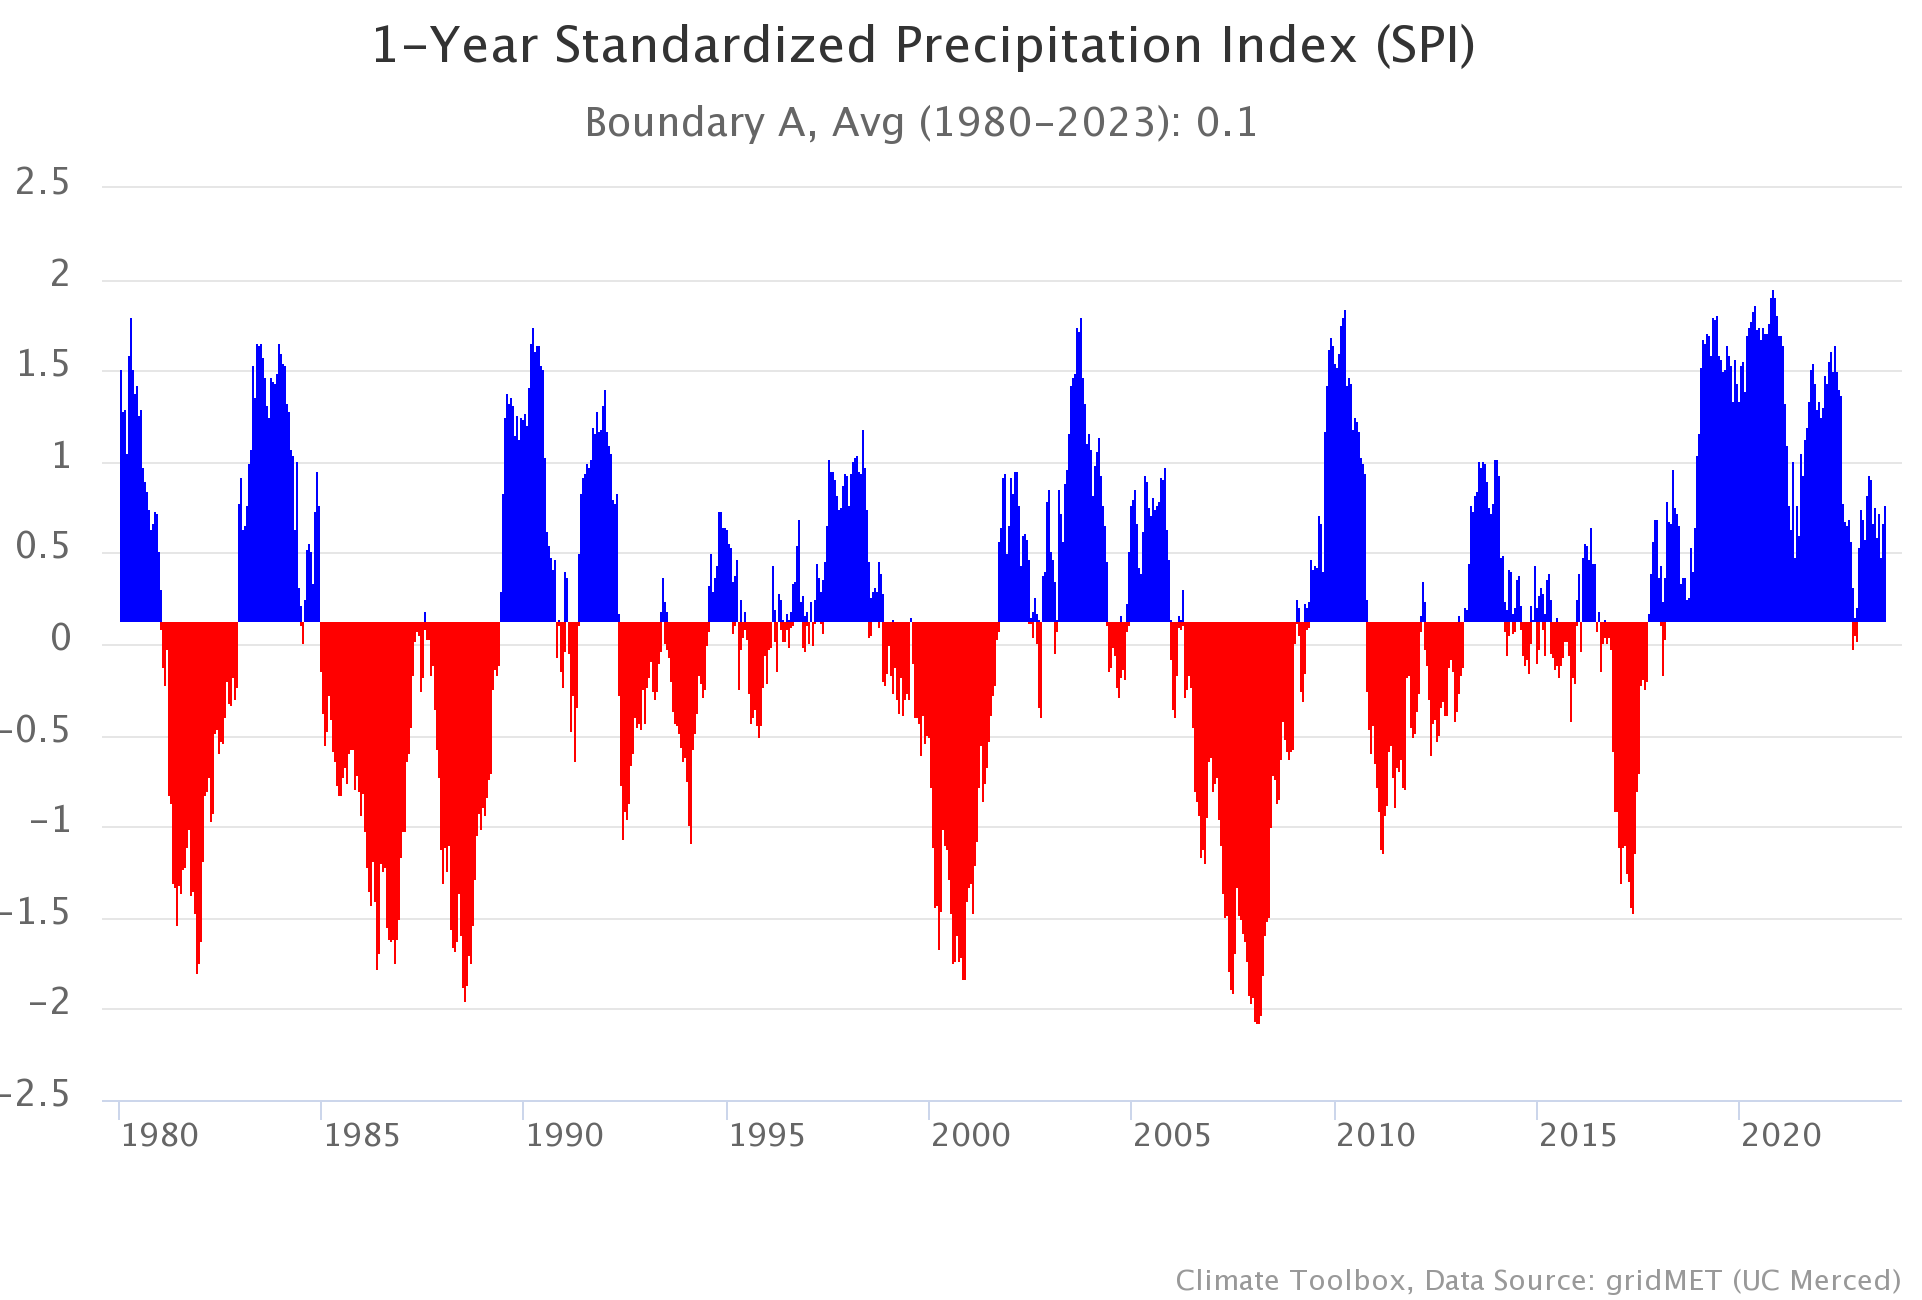 1-Year Standardized Precipitation Index (SPI)
Boundary A, Avg (1980-2023): 0.1
2.5
2
1.5
1
0.5
0
-0.5
-1
-1.5
-2
-2.5
1980 1985 1990 1995 2000 2005 2010 2015 2020
Climate Toolbox, Data Source: gridMET (UC Merced)